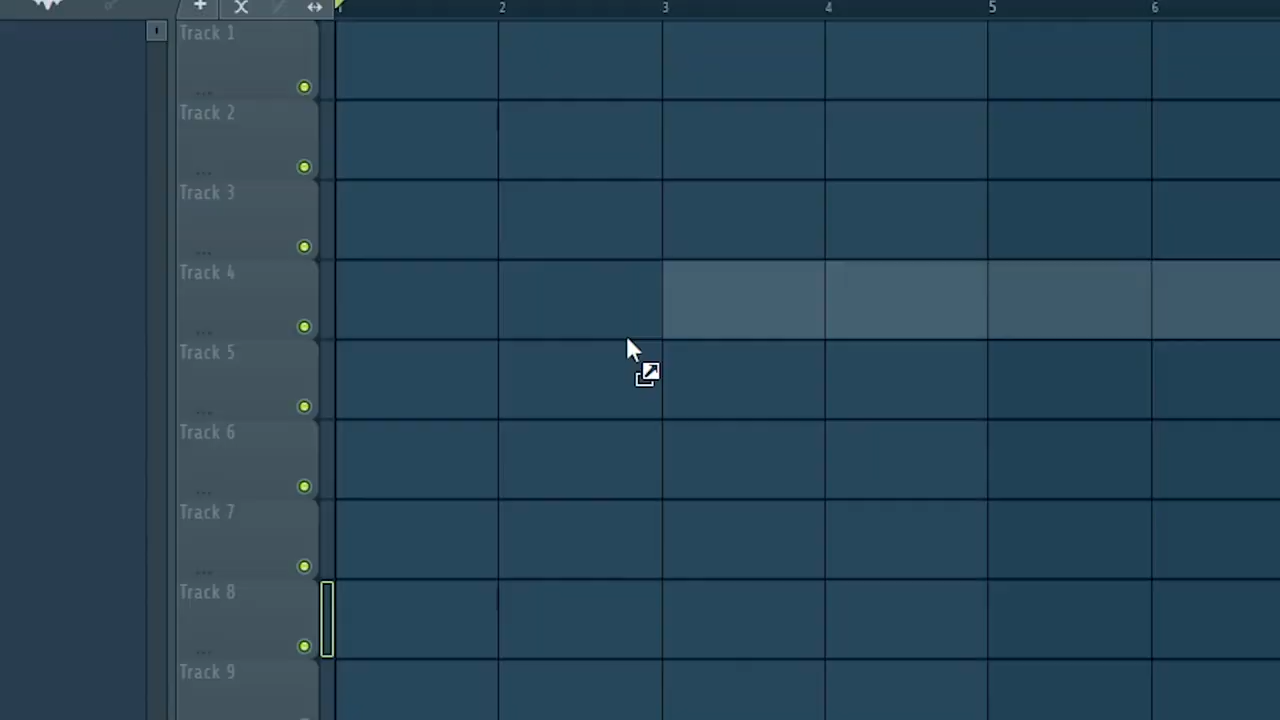 1 2 3 4 5 6
Track 1
...
Track 2
...
Track 3
...
Track 4
...
Track 5
...
Track 6
...
Track 7
...
Track 8
...
Track 9